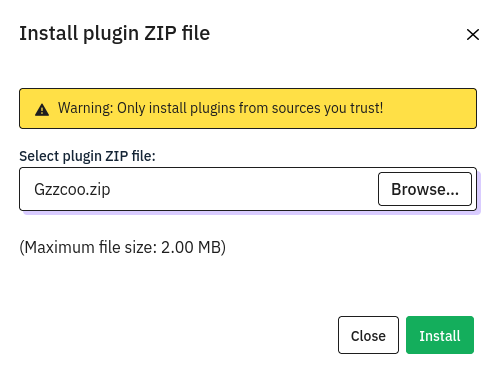 Install plugin ZIP file
Warning: Only install plugins from sources you trust!
Select plugin ZIP file:
Gzzcoo.zip
Browse...
(Maximum file size: 2.00 MB)
Close
Install